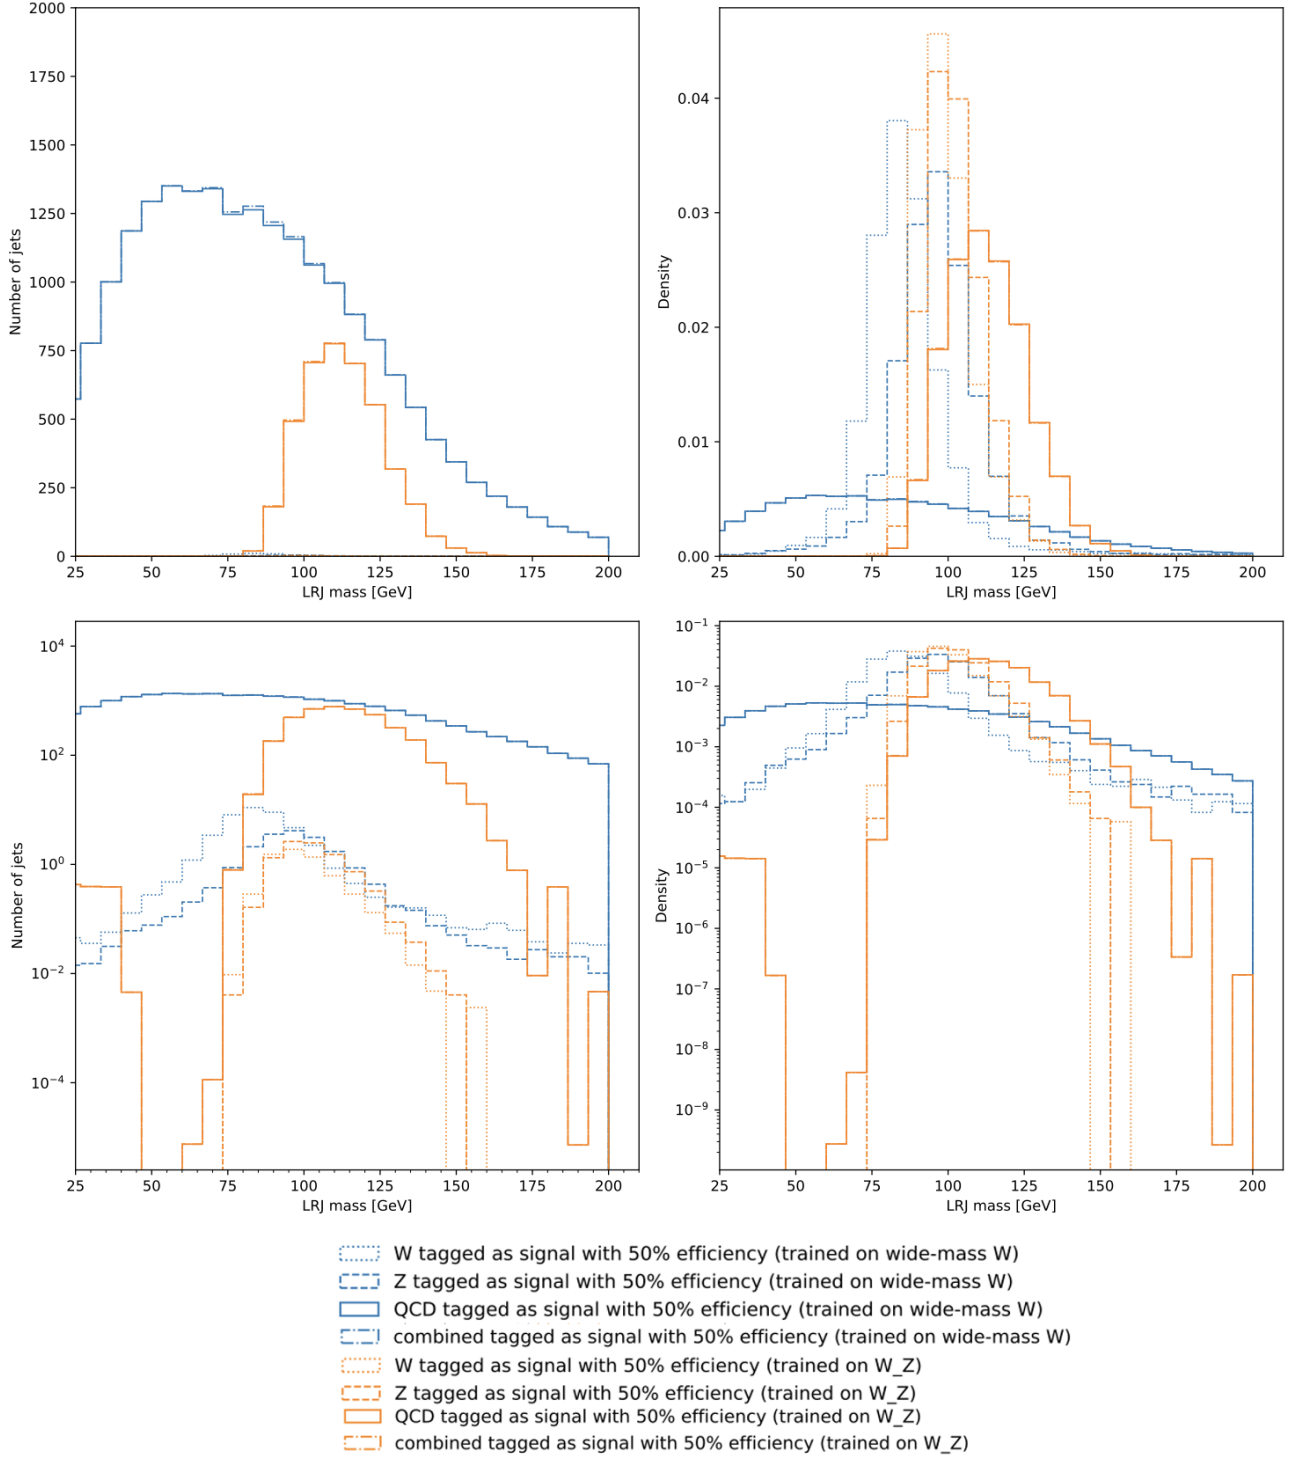 2000
1750
1500
1250
1000
750
500
250
0
Number of jets
25 50 75 100 125 150 175 200
LRJ mass [GeV]
0.04
0.03
0.02
0.01
0.00
Density
25 50 75 100 125 150 175 200
LRJ mass [GeV]
10⁴
10²
10⁰
10⁻²
10⁻⁴
Number of jets
25 50 75 100 125 150 175 200
LRJ mass [GeV]
10⁻¹
10⁻²
10⁻³
10⁻⁴
10⁻⁵
10⁻⁶
10⁻⁷
10⁻⁸
10⁻⁹
Density
25 50 75 100 125 150 175 200
LRJ mass [GeV]
W tagged as signal with 50% efficiency (trained on wide-mass W)
Z tagged as signal with 50% efficiency (trained on wide-mass W)
QCD tagged as signal with 50% efficiency (trained on wide-mass W)
combined tagged as signal with 50% efficiency (trained on wide-mass W)
W tagged as signal with 50% efficiency (trained on W_Z)
Z tagged as signal with 50% efficiency (trained on W_Z)
QCD tagged as signal with 50% efficiency (trained on W_Z)
combined tagged as signal with 50% efficiency (trained on W_Z)